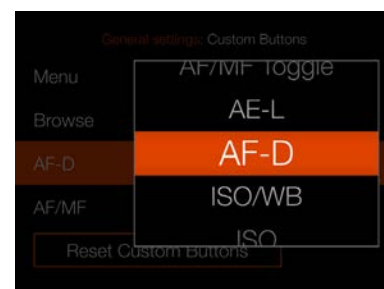 General settings: Custom Buttons
Menu
AF/MF Toggle
Browse
AE-L
AF-D
AF-D
AF/MF
ISO/WB
ISO
Reset Custom Buttons